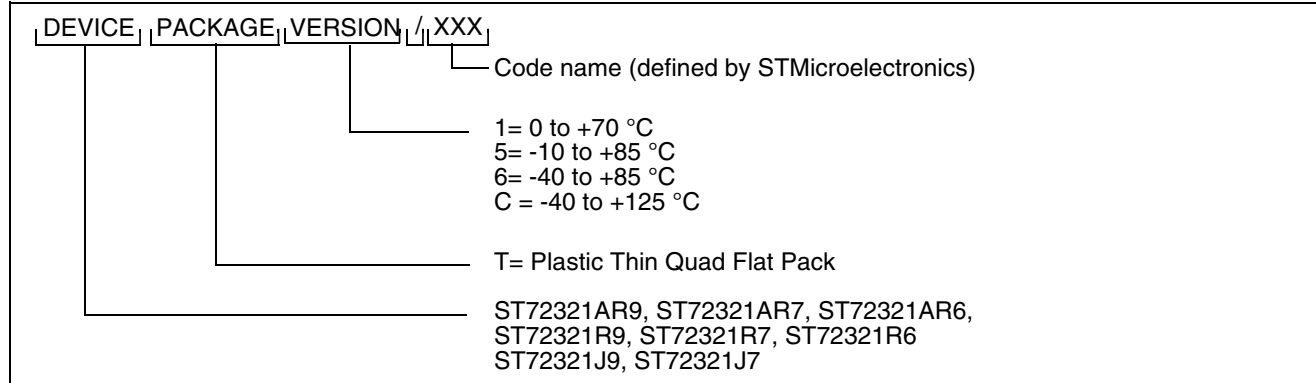 DEVICE PACKAGE VERSION / XXX
Code name (defined by STMicroelectronics)
1= 0 to +70 °C
5= -10 to +85 °C
6= -40 to +85 °C
C = -40 to +125 °C
T= Plastic Thin Quad Flat Pack
ST72321AR9, ST72321AR7, ST72321AR6,
ST72321R9, ST72321R7, ST72321R6
ST72321J9, ST72321J7